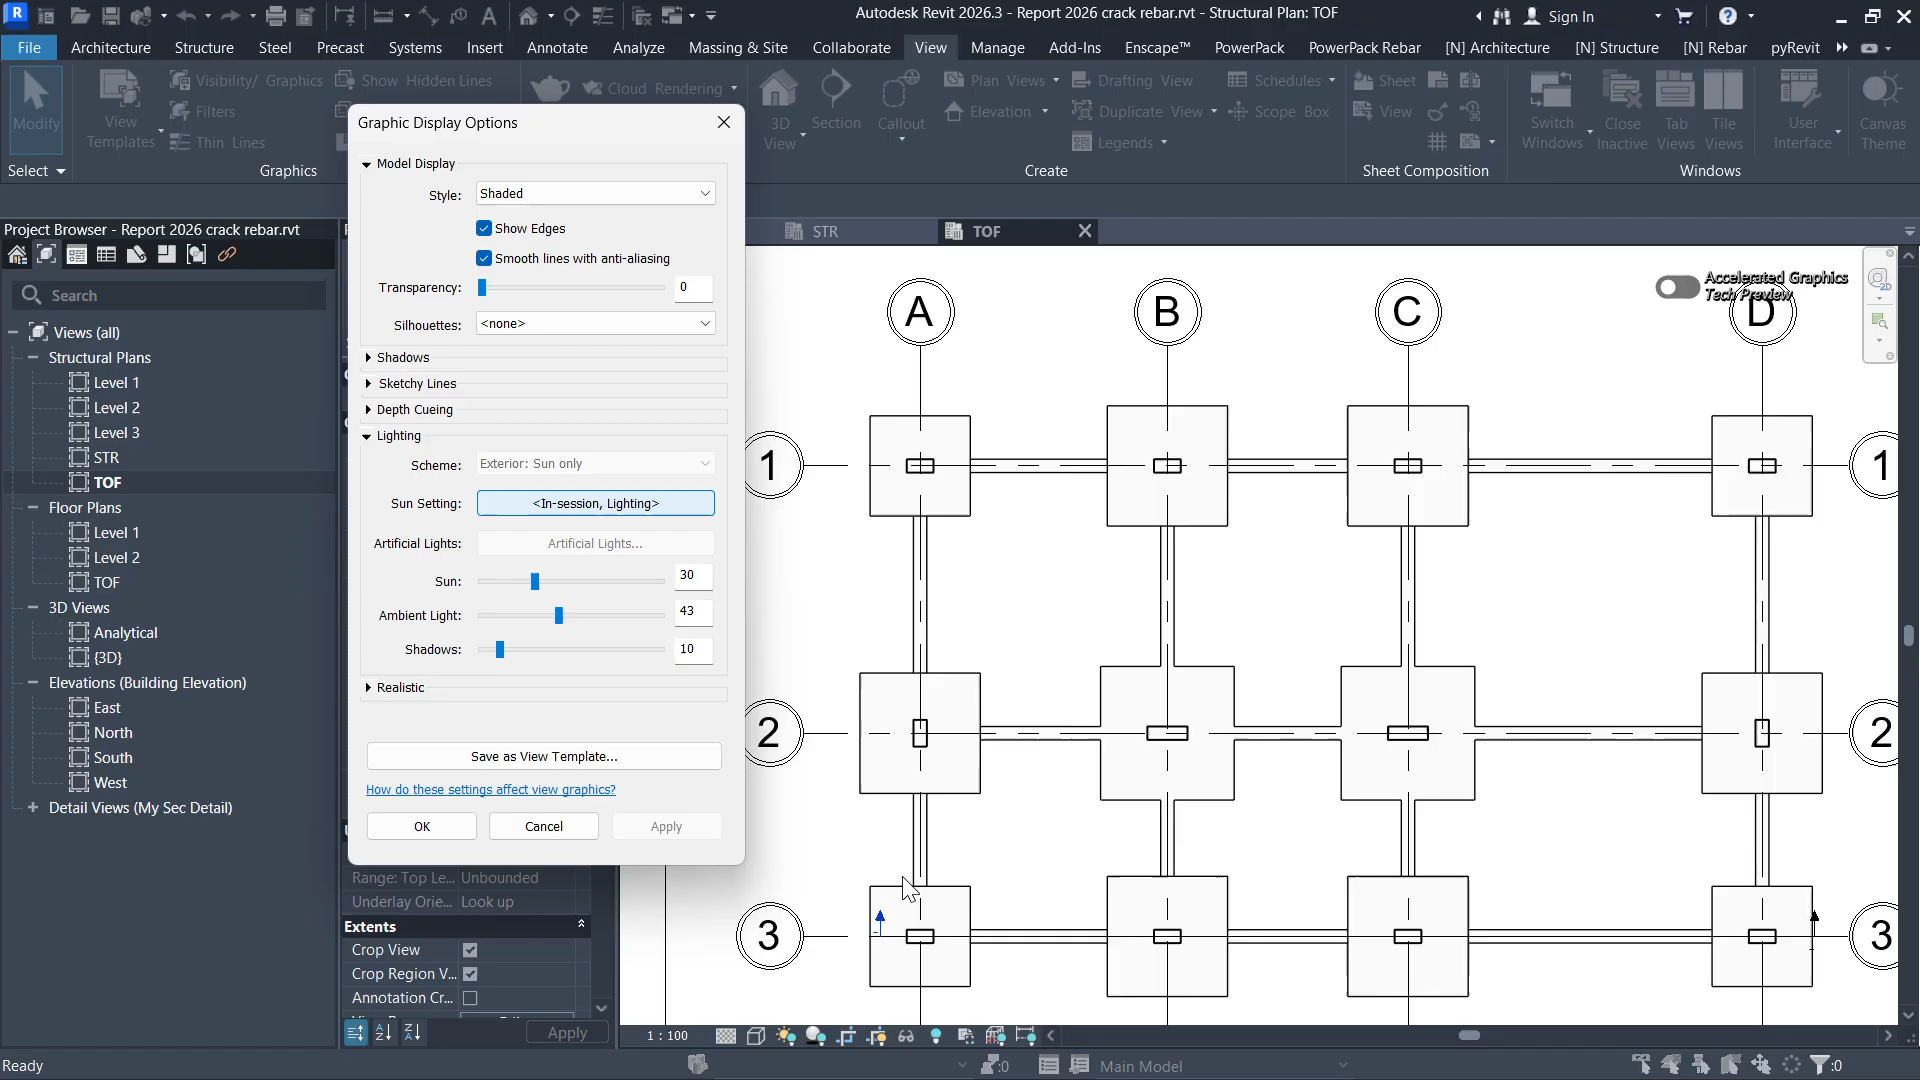 Autodesk Revit 2026.3 - Report 2026 crack rebar.rvt - Structural Plan: TOF
Sign In
File Architecture Structure Steel Precast Systems Insert Annotate Analyze Massing & Site Collaborate View Manage Add-Ins Enscape™ PowerPack PowerPack Rebar [N] Architecture [N] Structure [N] Rebar pyRevit
Modify
View Templates
Visibility/ Graphics
Filters
Thin Lines
Show Hidden Lines
Cloud Rendering
3D View
Section
Callout
Plan Views
Elevation
Drafting View
Duplicate View
Legends
Schedules
Scope Box
Sheet
View
Switch Windows
Close Inactive
Tab Views
Tile Views
User Interface
Canvas Theme
Select Graphics Create Sheet Composition Windows
Project Browser - Report 2026 crack rebar.rvt
Search
Views (all)
Structural Plans
Level 1
Level 2
Level 3
STR
TOF
Floor Plans
Level 1
Level 2
TOF
3D Views
Analytical
{3D}
Elevations (Building Elevation)
East
North
South
West
Detail Views (My Sec Detail)
Graphic Display Options
Model Display
Style: Shaded
Show Edges
Smooth lines with anti-aliasing
Transparency: 0
Silhouettes: <none>
Shadows
Sketchy Lines
Depth Cueing
Lighting
Scheme: Exterior: Sun only
Sun Setting: <In-session, Lighting>
Artificial Lights: Artificial Lights...
Sun: 30
Ambient Light: 43
Shadows: 10
Realistic
Save as View Template...
How do these settings affect view graphics?
OK Cancel Apply
Range: Top Le... Unbounded
Underlay Orie... Look up
Extents
Crop View
Crop Region V...
Annotation Cr...
Apply
STR TOF
Accelerated Graphics
Tech Preview
2D
A B C D
1 1
2 2
3 3
1 : 100
Ready
:0
Main Model
:0